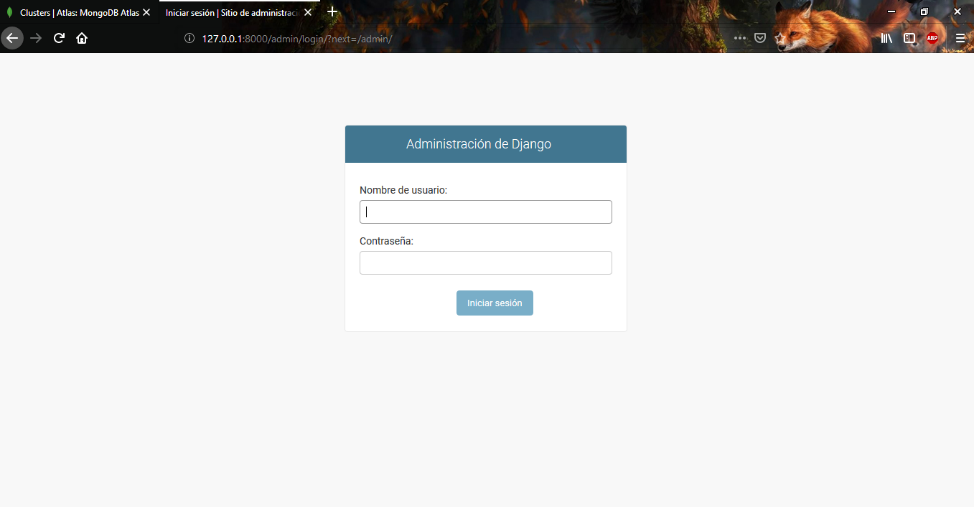 Clusters | Atlas: MongoDB Atlas
Iniciar sesión | Sitio de administrac
127.0.0.1:8000/admin/login/?next=/admin/
ABP
Administración de Django
Nombre de usuario:
Contraseña:
Iniciar sesión